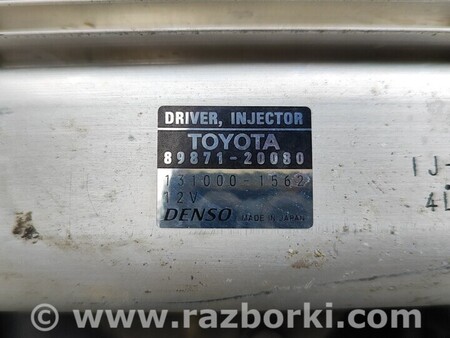 DRIVER, INJECTOR
TOYOTA
89871-20080
131000-1562
12V
DENSO MADE IN JAPAN
IJ-
4L
www.razborki.com